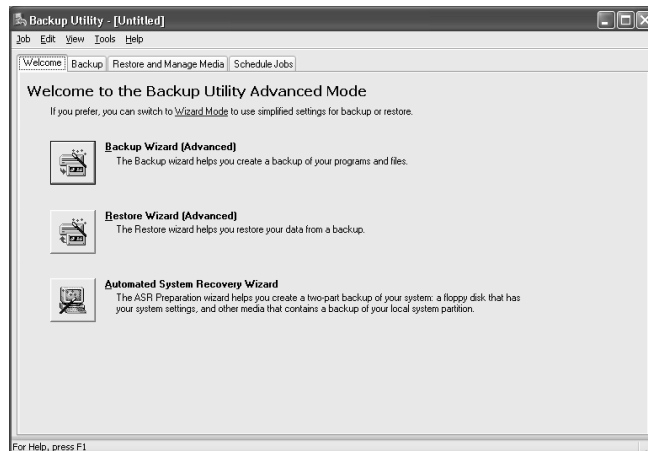 Backup Utility - [Untitled]
Job Edit View Tools Help
Welcome Backup Restore and Manage Media Schedule Jobs
Welcome to the Backup Utility Advanced Mode
If you prefer, you can switch to Wizard Mode to use simplified settings for backup or restore.
Backup Wizard (Advanced)
The Backup wizard helps you create a backup of your programs and files.
Restore Wizard (Advanced)
The Restore wizard helps you restore your data from a backup.
Automated System Recovery Wizard
The ASR Preparation wizard helps you create a two-part backup of your system: a floppy disk that has
your system settings, and other media that contains a backup of your local system partition.
For Help, press F1